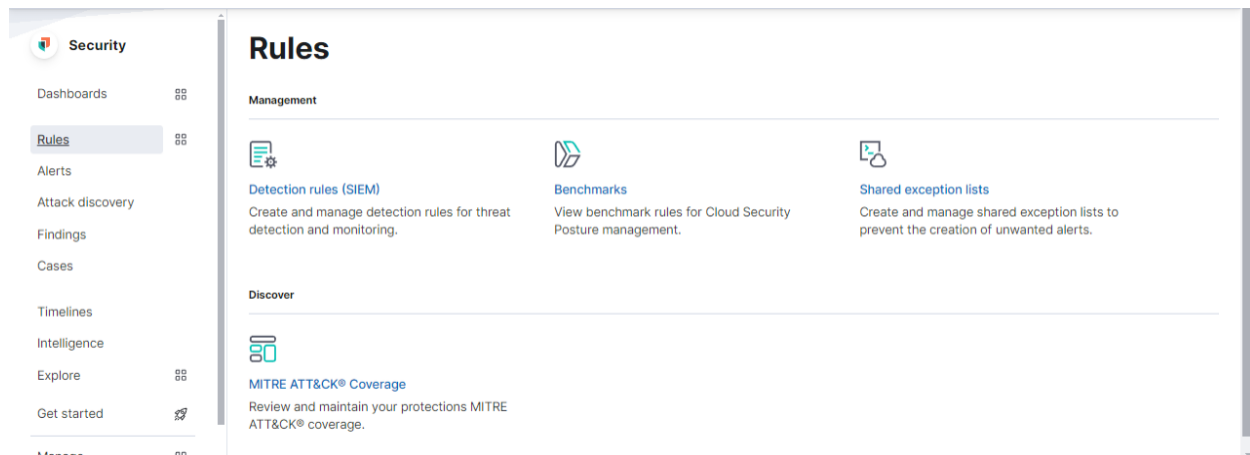 Security
Dashboards
Rules
Alerts
Attack discovery
Findings
Cases
Timelines
Intelligence
Explore
Get started
Rules
Management
Detection rules (SIEM)
Create and manage detection rules for threat
detection and monitoring.
Benchmarks
View benchmark rules for Cloud Security
Posture management.
Shared exception lists
Create and manage shared exception lists to
prevent the creation of unwanted alerts.
Discover
MITRE ATT&CK® Coverage
Review and maintain your protections MITRE
ATT&CK® coverage.